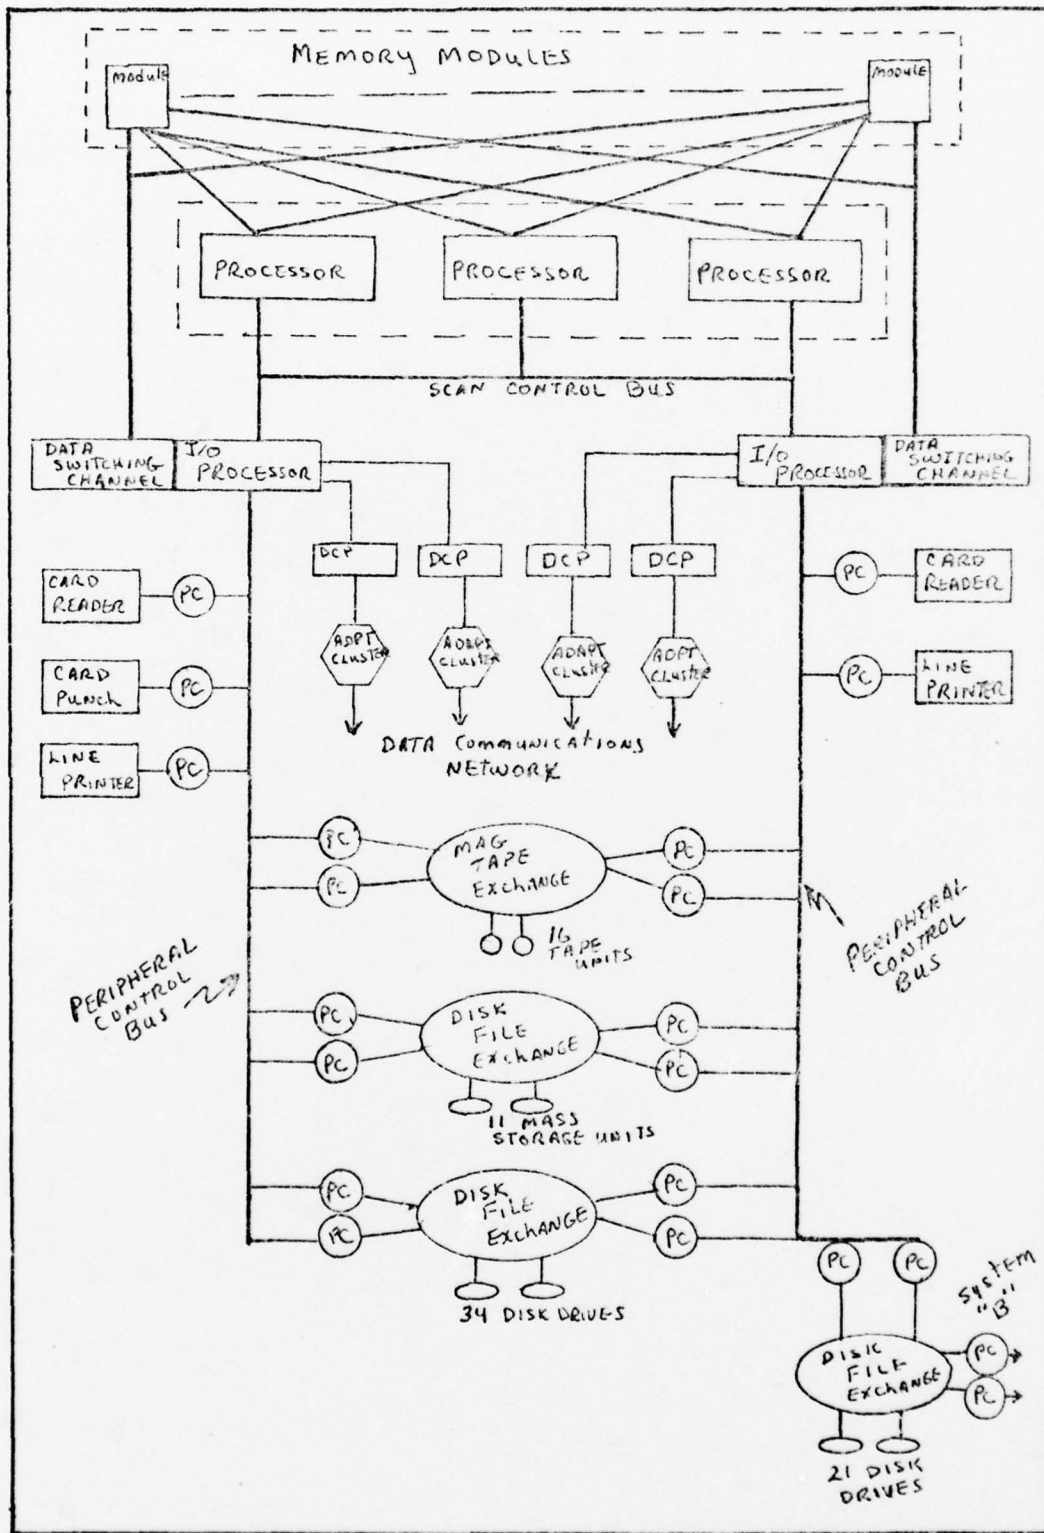 MEMORY MODULES
Module
MODULE
PROCESSOR
PROCESSOR
PROCESSOR
SCAN CONTROL BUS
DATA
SWITCHING
CHANNEL
I/O
PROCESSOR
I/O
PROCESSOR
DATA
SWITCHING
CHANNEL
DCP
DCP
DCP
DCP
CARD
READER
PC
PC
CARD
READER
ADPT
CLUSTER
ADAPT
CLUSTER
ADAPT
CLUSTER
ADPT
CLUSTER
CARD
PUNCH
PC
PC
LINE
PRINTER
DATA COMMUNICATIONS
NETWORK
LINE
PRINTER
PC
PC
PC
MAG
TAPE
EXCHANGE
PC
PC
16
TAPE
UNITS
PERIPHERAL
CONTROL
BUS
PERIPHERAL
CONTROL
BUS
PC
PC
DISK
FILE
EXCHANGE
PC
PC
11 MASS
STORAGE UNITS
PC
PC
DISK
FILE
EXCHANGE
PC
PC
34 DISK DRIVES
PC
PC
System
"B"
DISK
FILE
EXCHANGE
PC
PC
21 DISK
DRIVES